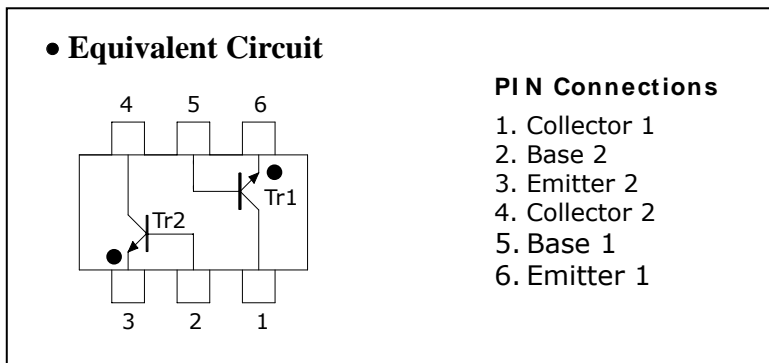 ● Equivalent Circuit
PIN Connections
1. Collector 1
2. Base 2
3. Emitter 2
4. Collector 2
5. Base 1
6. Emitter 1
4 5 6
Tr1
Tr2
3 2 1